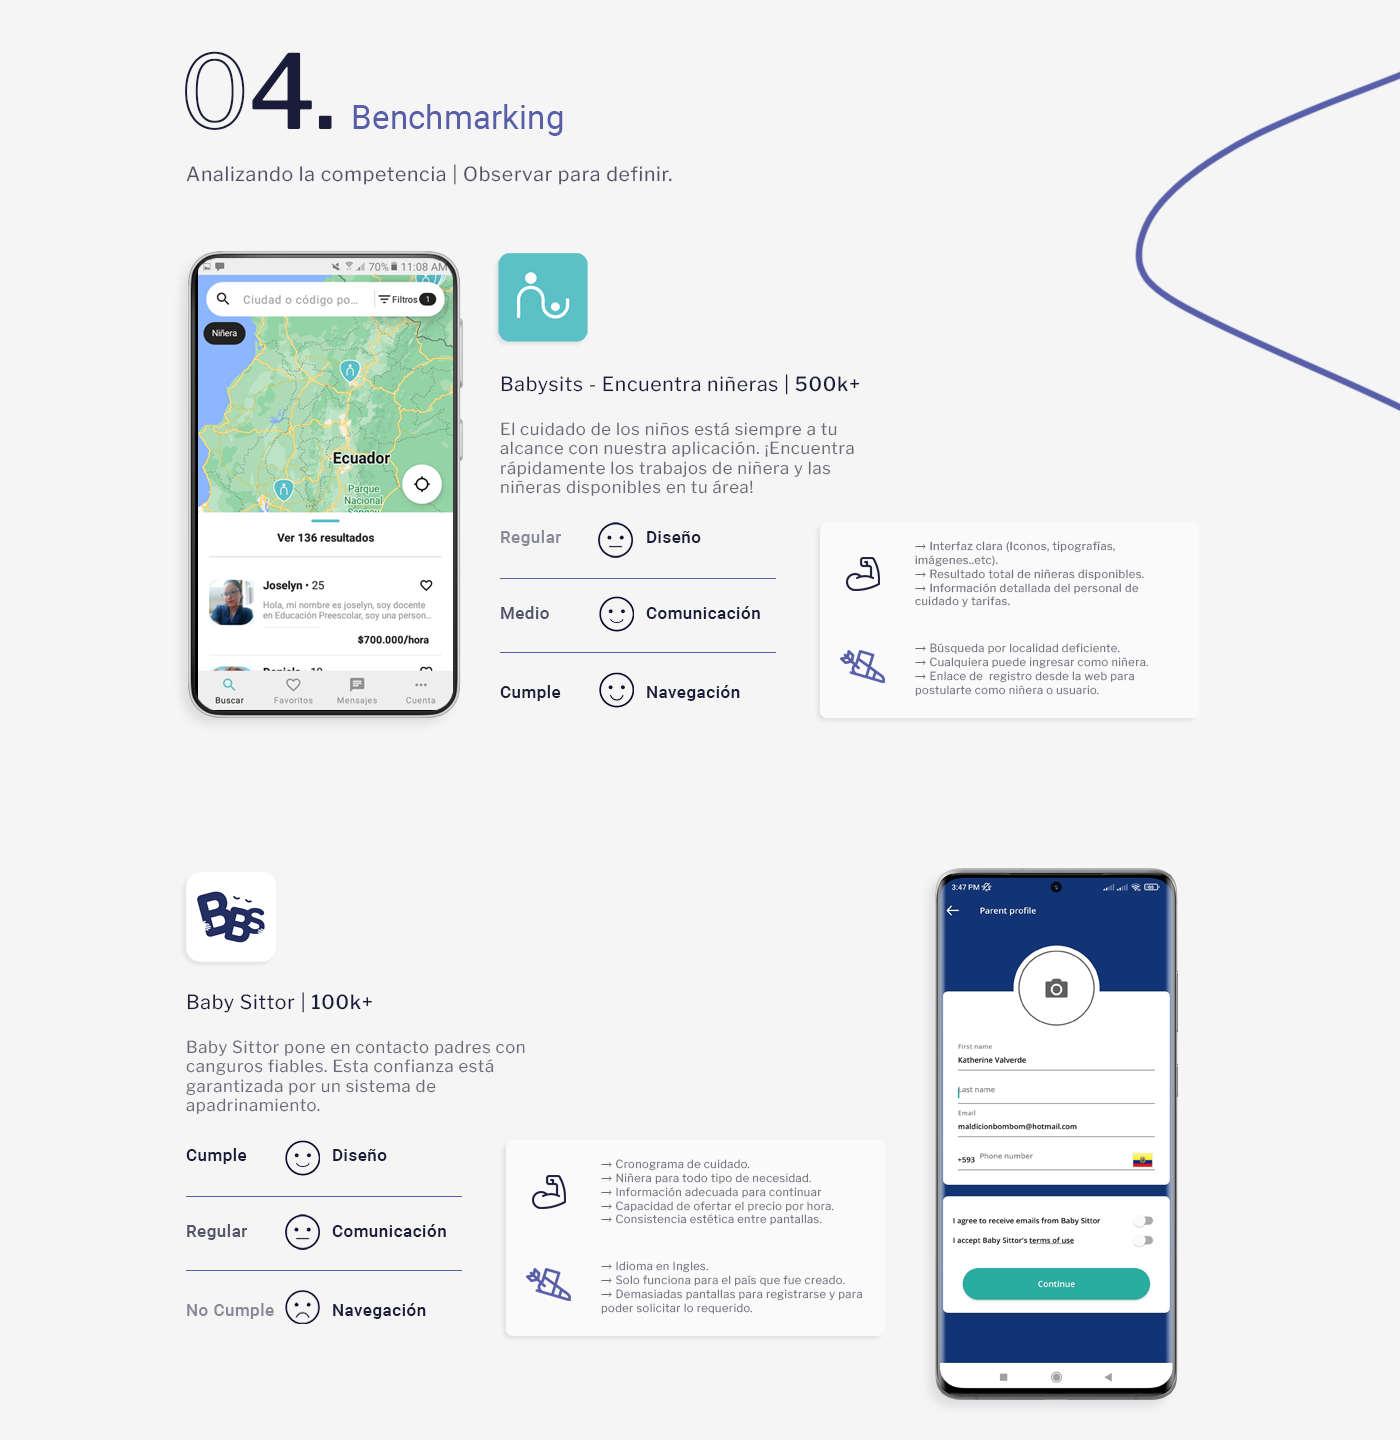 04. Benchmarking
Analizando la competencia | Observar para definir.
70% 11:08 AM
Ciudad o código po...
Filtros 1
Niñera
Ecuador
Parque
Nacional
Sangay
Ver 136 resultados
Joselyn • 25
Hola, mi nombre es joselyn, soy docente
en Educación Preescolar, soy una person...
$700.000/hora
Buscar Favoritos Mensajes Cuenta
Babysits - Encuentra niñeras | 500k+
El cuidado de los niños está siempre a tu
alcance con nuestra aplicación. ¡Encuentra
rápidamente los trabajos de niñera y las
niñeras disponibles en tu área!
Regular Diseño
Medio Comunicación
Cumple Navegación
→ Interfaz clara (Iconos, tipografías,
imágenes..etc).
→ Resultado total de niñeras disponibles.
→ Información detallada del personal de
cuidado y tarifas.
→ Búsqueda por localidad deficiente.
→ Cualquiera puede ingresar como niñera.
→ Enlace de registro desde la web para
postularte como niñera o usuario.
BBS
Baby Sittor | 100k+
Baby Sittor pone en contacto padres con
canguros fiables. Esta confianza está
garantizada por un sistema de
apadrinamiento.
Cumple Diseño
Regular Comunicación
No Cumple Navegación
→ Cronograma de cuidado.
→ Niñera para todo tipo de necesidad.
→ Información adecuada para continuar
→ Capacidad de ofertar el precio por hora.
→ Consistencia estética entre pantallas.
→ Idioma en Ingles.
→ Solo funciona para el país que fue creado.
→ Demasiadas pantallas para registrarse y para
poder solicitar lo requerido.
3:47 PM
Parent profile
First name
Katherine Valverde
Last name
Email
maldicionbombom@hotmail.com
+593 Phone number
I agree to receive emails from Baby Sittor
I accept Baby Sittor's terms of use
Continue